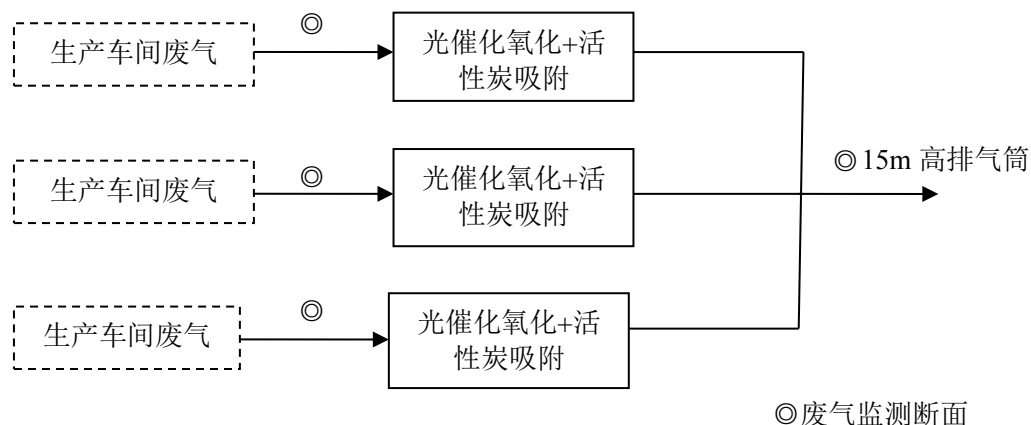 ◎
生产车间废气
光催化氧化+活
性炭吸附
◎
生产车间废气
光催化氧化+活
性炭吸附
◎15m 高排气筒
◎
生产车间废气
光催化氧化+活
性炭吸附
◎废气监测断面